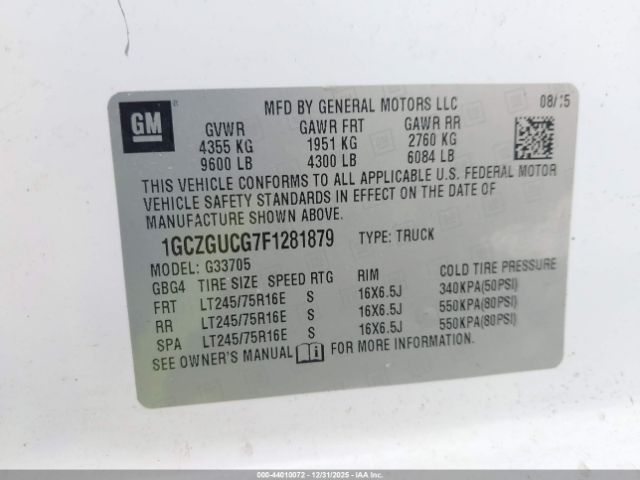 MFD BY GENERAL MOTORS LLC 08/15
GM
GVWR GAWR FRT GAWR RR
4355 KG 1951 KG 2760 KG
9600 LB 4300 LB 6084 LB
THIS VEHICLE CONFORMS TO ALL APPLICABLE U.S. FEDERAL MOTOR
VEHICLE SAFETY STANDARDS IN EFFECT ON THE DATE OF
MANUFACTURE SHOWN ABOVE.
1GCZGUCG7F1281879 TYPE: TRUCK
MODEL: G33705
GBG4 TIRE SIZE SPEED RTG RIM COLD TIRE PRESSURE
FRT LT245/75R16E S 16X6.5J 340KPA(50PSI)
RR LT245/75R16E S 16X6.5J 550KPA(80PSI)
SPA LT245/75R16E S 16X6.5J 550KPA(80PSI)
SEE OWNER'S MANUAL FOR MORE INFORMATION.
000-44010072 - 12/31/2025 - IAA Inc.